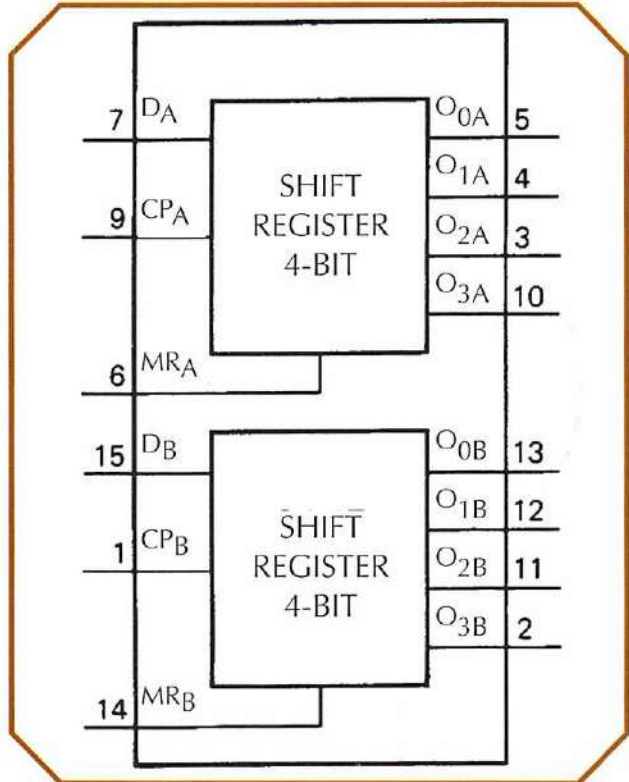 7 DA O0A 5
O1A 4
SHIFT
9 CPA REGISTER O2A 3
4-BIT
O3A 10
6 MRA
15 DB O0B 13
O1B 12
SHIFT
1 CPB REGISTER O2B 11
4-BIT
O3B 2
14 MRB